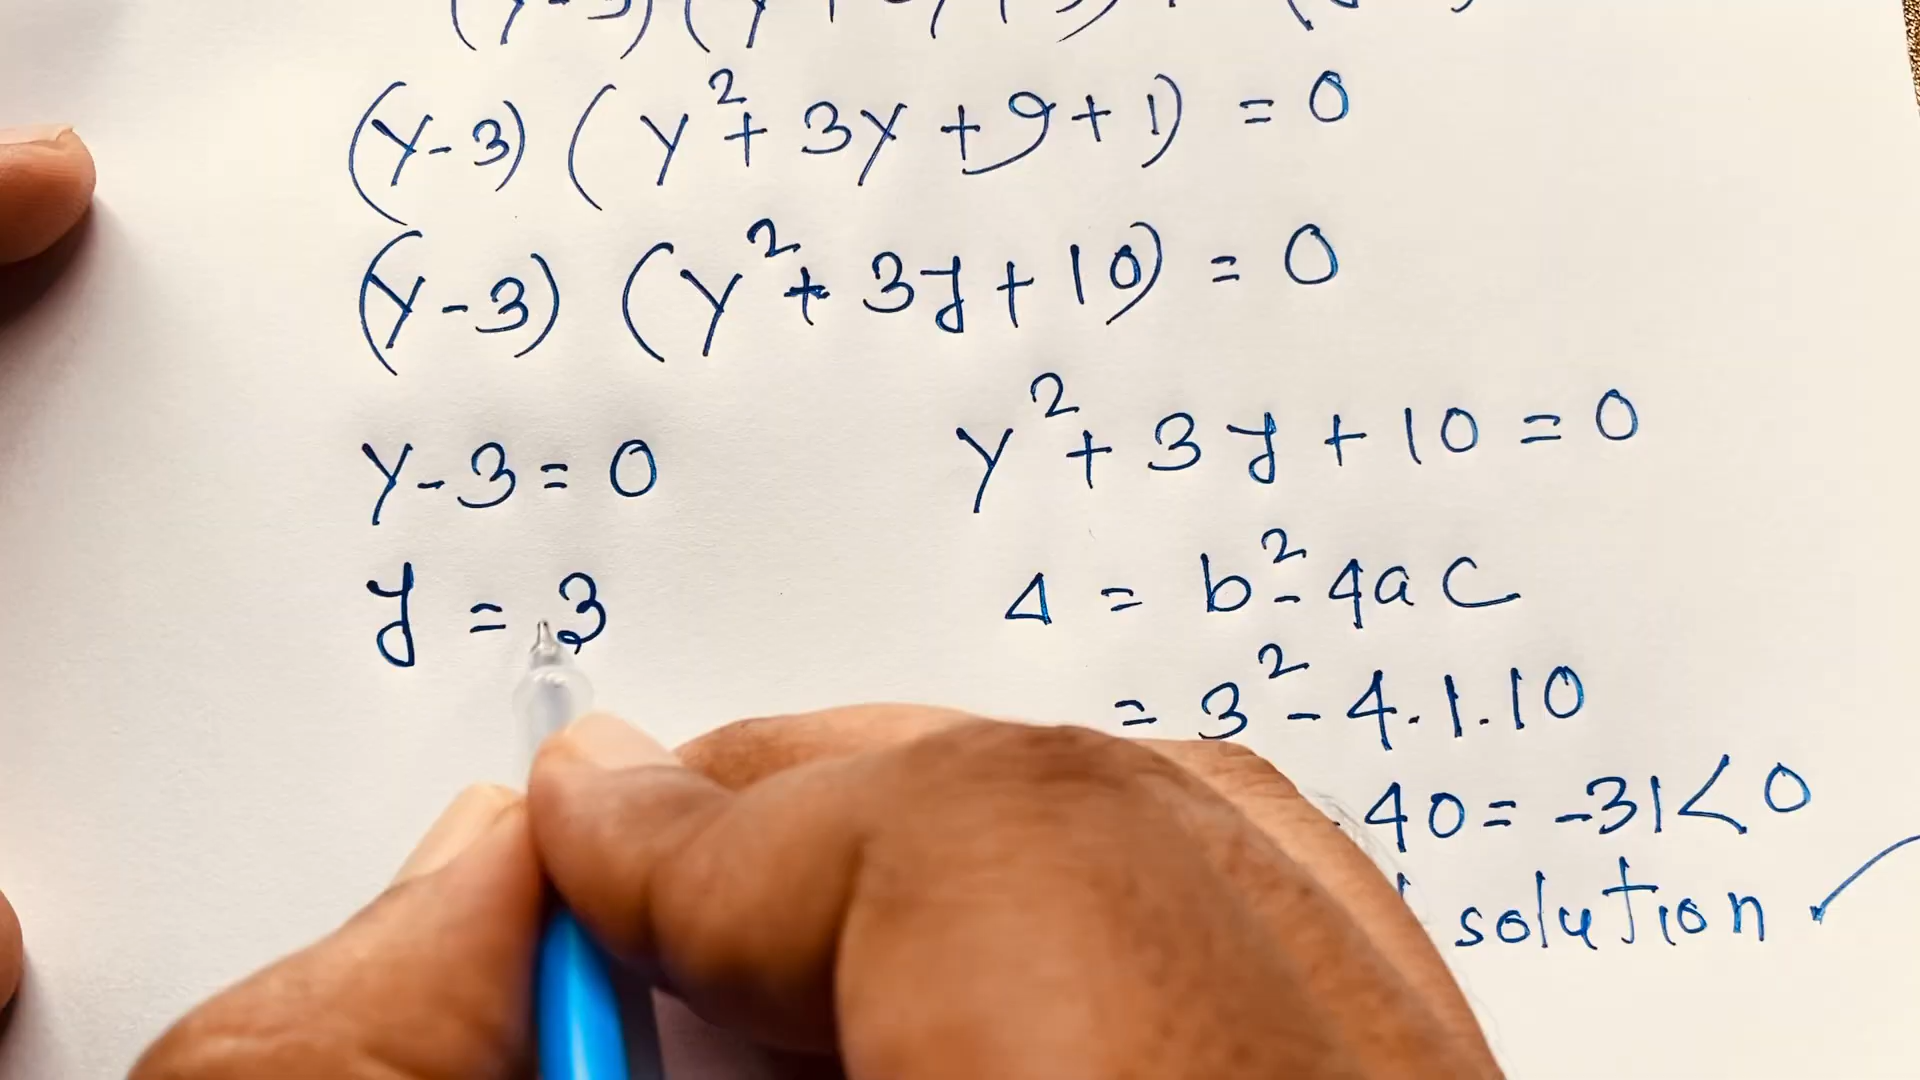 (y-3) (y²+3y+9+1) = 0
(y-3) (y²+3y+10) = 0
y-3 = 0
y = 3
y²+3y+10 = 0
Δ = b²-4ac
= 3²-4.1.10
40 = -31<0
solution